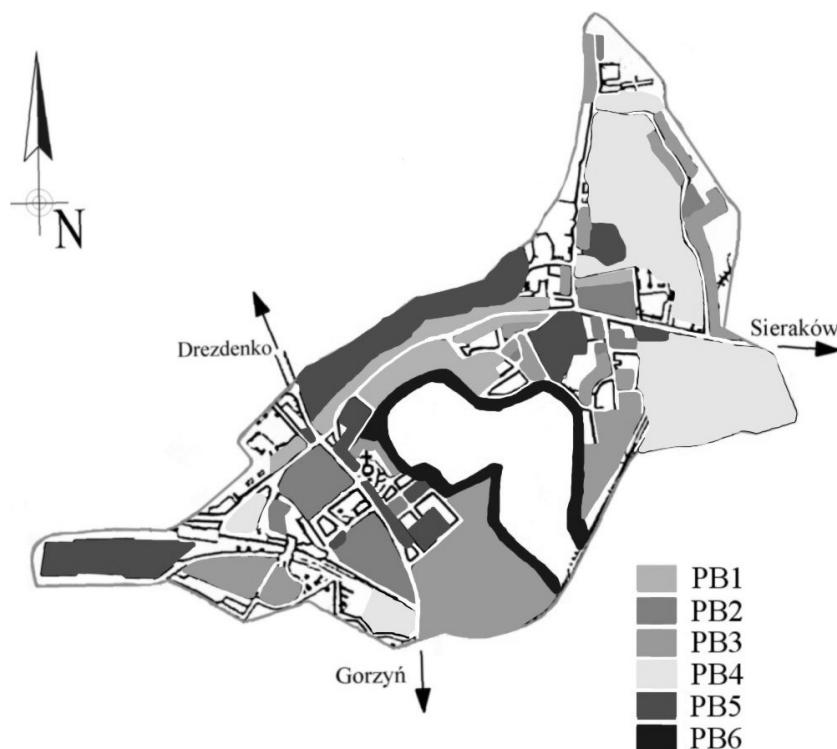 N
Sieraków
Drezdenko
Gorzyń
PB1
PB2
PB3
PB4
PB5
PB6